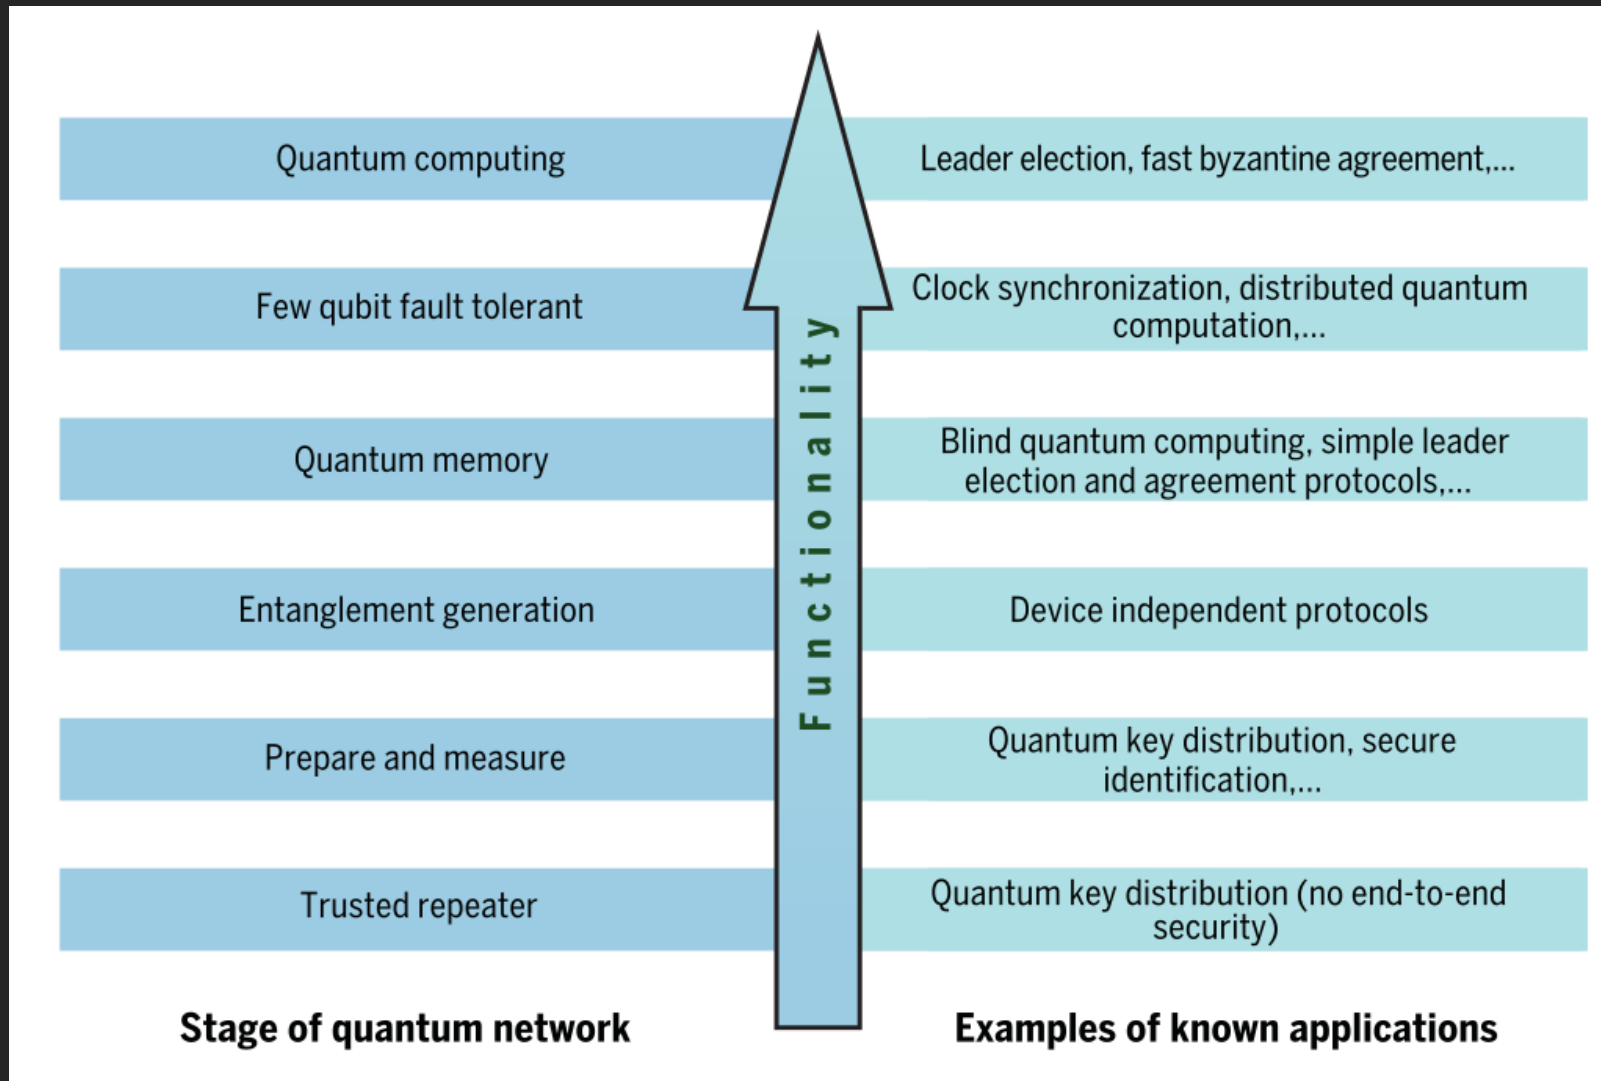 Quantum computing
Leader election, fast byzantine agreement,...
Few qubit fault tolerant
Clock synchronization, distributed quantum
computation,...
Quantum memory
Blind quantum computing, simple leader
election and agreement protocols,...
Entanglement generation
Device independent protocols
Prepare and measure
Quantum key distribution, secure
identification,...
Trusted repeater
Quantum key distribution (no end-to-end
security)
Functionality
Stage of quantum network
Examples of known applications